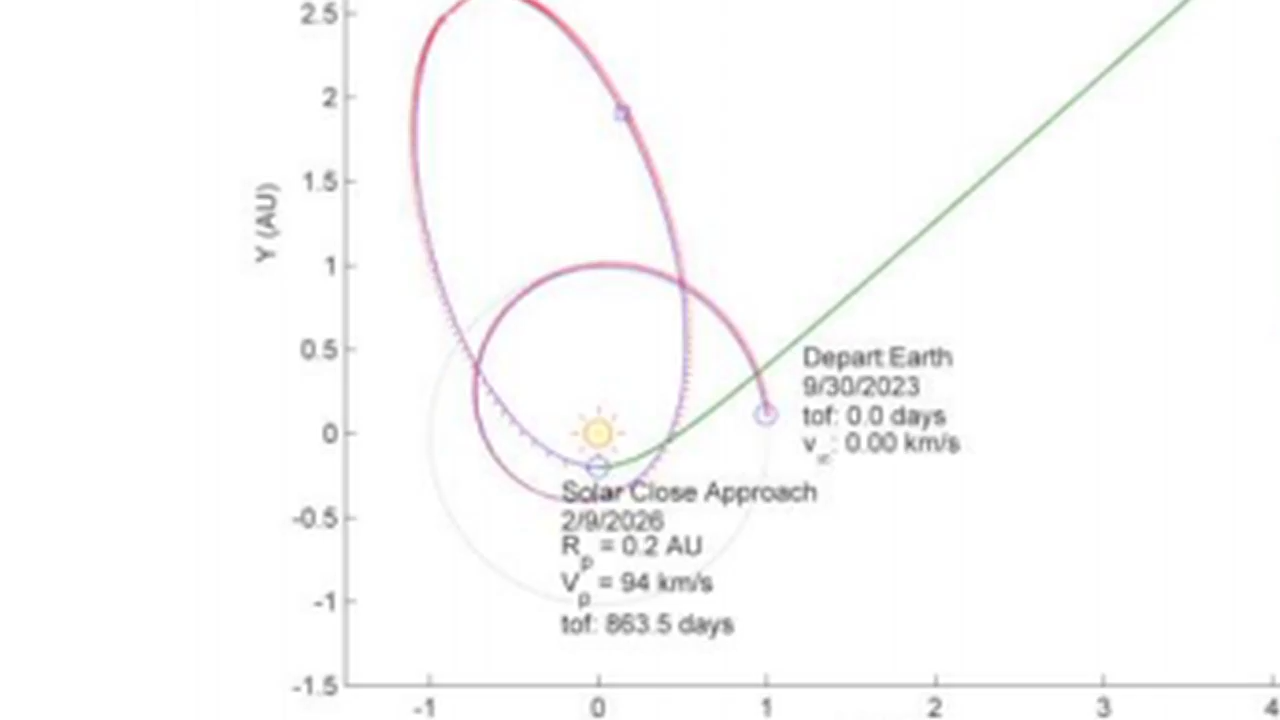 2.5
2
1.5
1
0.5
0
-0.5
-1
-1.5
Y (AU)
Depart Earth
9/30/2023
tof: 0.0 days
v∞: 0.00 km/s
Solar Close Approach
2/9/2026
Rp = 0.2 AU
Vp = 94 km/s
tof: 863.5 days
-1
0
1
2
3
4